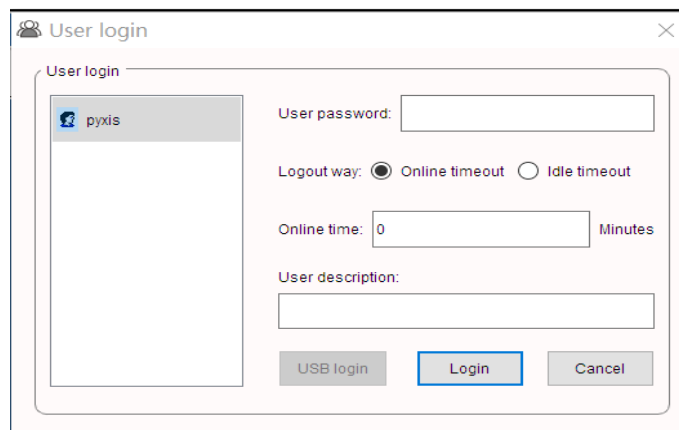 User login
User login
pyxis
User password:
Logout way: Online timeout Idle timeout
Online time: 0 Minutes
User description:
USB login Login Cancel